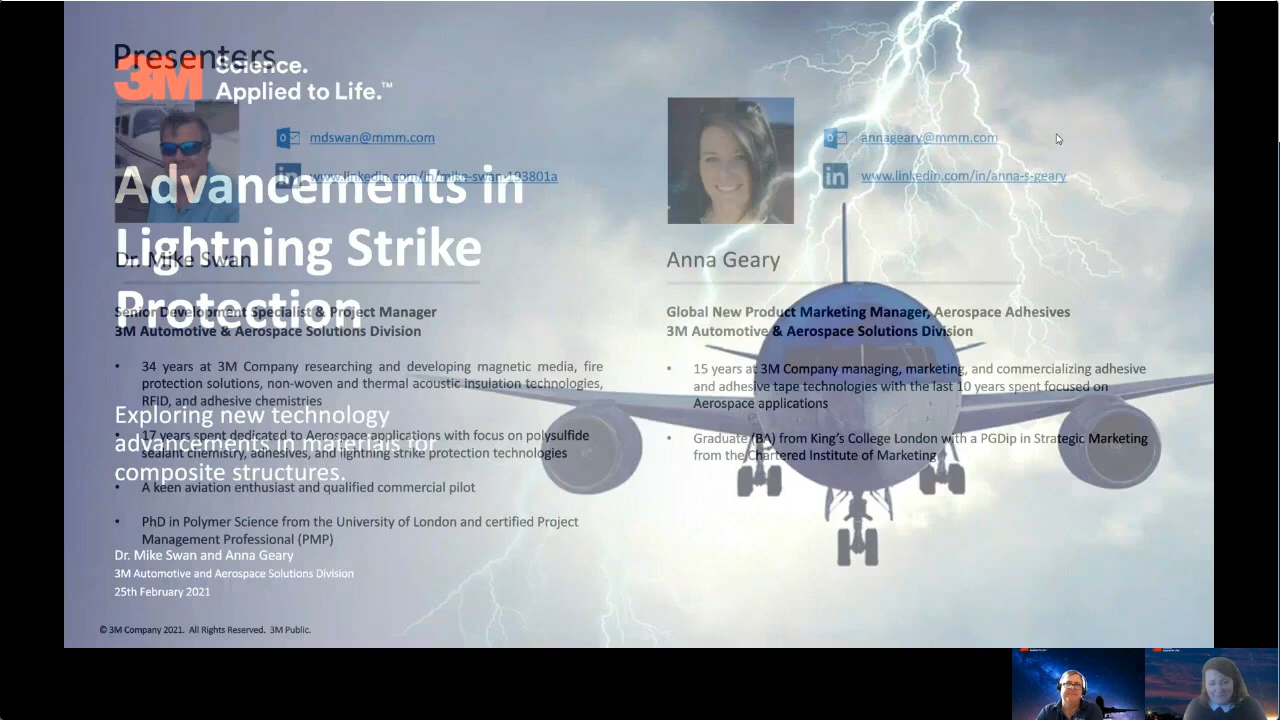 Presenters
3M Science.
Applied to Life.™
mdswan@mmm.com
www.linkedin.com/in/mike-swan-193801a
Advancements in
Lightning Strike
Protection
Dr. Mike Swan
Senior Development Specialist & Project Manager
3M Automotive & Aerospace Solutions Division
• 34 years at 3M Company researching and developing magnetic media, fire
protection solutions, non-woven and thermal acoustic insulation technologies,
RFID, and adhesive chemistries
• 17 years spent dedicated to Aerospace applications with focus on polysulfide
sealant chemistry, adhesives, and lightning strike protection technologies
• A keen aviation enthusiast and qualified commercial pilot
• PhD in Polymer Science from the University of London and certified Project
Management Professional (PMP)
Exploring new technology
advancements in materials for
composite structures.
Dr. Mike Swan and Anna Geary
3M Automotive and Aerospace Solutions Division
25th February 2021
© 3M Company 2021. All Rights Reserved. 3M Public.
annageary@mmm.com
www.linkedin.com/in/anna-s-geary
Anna Geary
Global New Product Marketing Manager, Aerospace Adhesives
3M Automotive & Aerospace Solutions Division
• 15 years at 3M Company managing, marketing, and commercializing adhesive
and adhesive tape technologies with the last 10 years spent focused on
Aerospace applications
• Graduate (BA) from King's College London with a PGDip in Strategic Marketing
from the Chartered Institute of Marketing
3M
3M